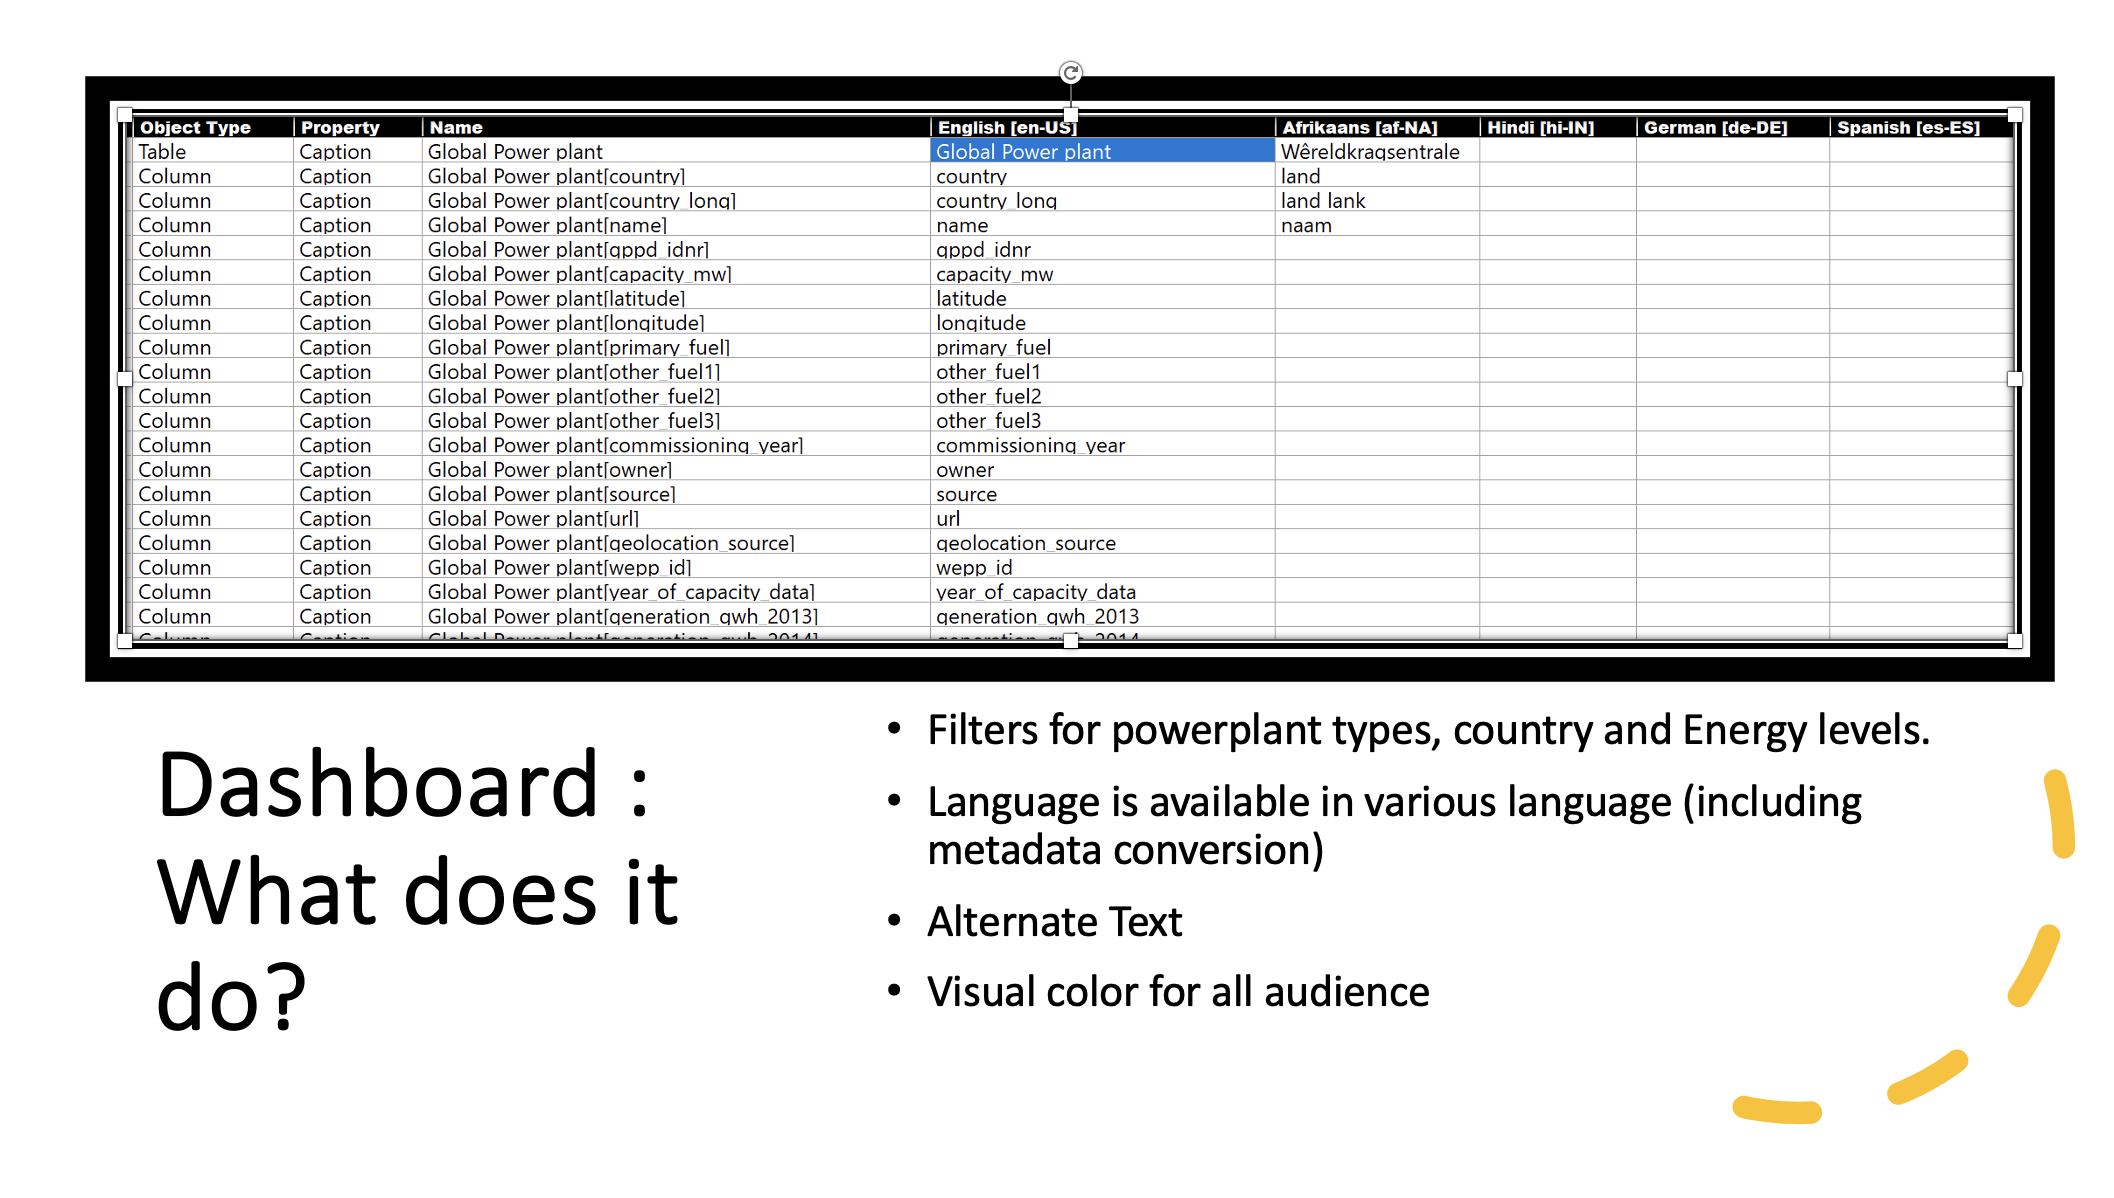 Object Type Property Name English [en-US] Afrikaans [af-NA] Hindi [hi-IN] German [de-DE] Spanish [es-ES]
Table Caption Global Power plant Global Power plant Wêreldkragsentrale
Column Caption Global Power plant[country] country land
Column Caption Global Power plant[country_long] country_long land lank
Column Caption Global Power plant[name] name naam
Column Caption Global Power plant[gppd_idnr] gppd_idnr
Column Caption Global Power plant[capacity_mw] capacity_mw
Column Caption Global Power plant[latitude] latitude
Column Caption Global Power plant[longitude] longitude
Column Caption Global Power plant[primary_fuel] primary_fuel
Column Caption Global Power plant[other_fuel1] other_fuel1
Column Caption Global Power plant[other_fuel2] other_fuel2
Column Caption Global Power plant[other_fuel3] other_fuel3
Column Caption Global Power plant[commissioning_year] commissioning_year
Column Caption Global Power plant[owner] owner
Column Caption Global Power plant[source] source
Column Caption Global Power plant[url] url
Column Caption Global Power plant[geolocation_source] geolocation_source
Column Caption Global Power plant[wepp_id] wepp_id
Column Caption Global Power plant[year_of_capacity_data] year_of_capacity_data
Column Caption Global Power plant[generation_gwh_2013] generation_gwh_2013
Column Caption Global Power plant[generation_gwh_2014] generation_gwh_2014
Dashboard :
What does it
do?
• Filters for powerplant types, country and Energy levels.
• Language is available in various language (including
metadata conversion)
• Alternate Text
• Visual color for all audience